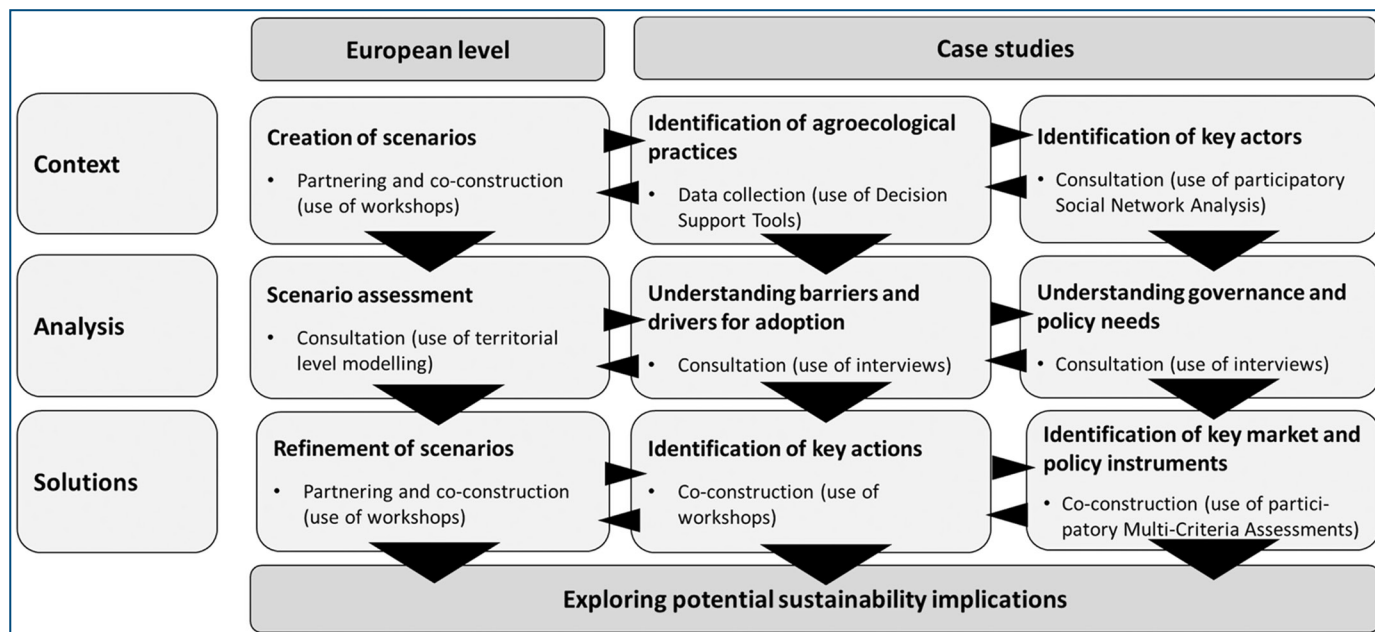 European level
Case studies
Context
Creation of scenarios
• Partnering and co-construction
(use of workshops)
Identification of agroecological
practices
• Data collection (use of Decision
Support Tools)
Identification of key actors
• Consultation (use of participatory
Social Network Analysis)
Analysis
Scenario assessment
• Consultation (use of territorial
level modelling)
Understanding barriers and
drivers for adoption
• Consultation (use of interviews)
Understanding governance and
policy needs
• Consultation (use of interviews)
Solutions
Refinement of scenarios
• Partnering and co-construction
(use of workshops)
Identification of key actions
• Co-construction (use of
workshops)
Identification of key market and
policy instruments
• Co-construction (use of partici-
patory Multi-Criteria Assessments)
Exploring potential sustainability implications